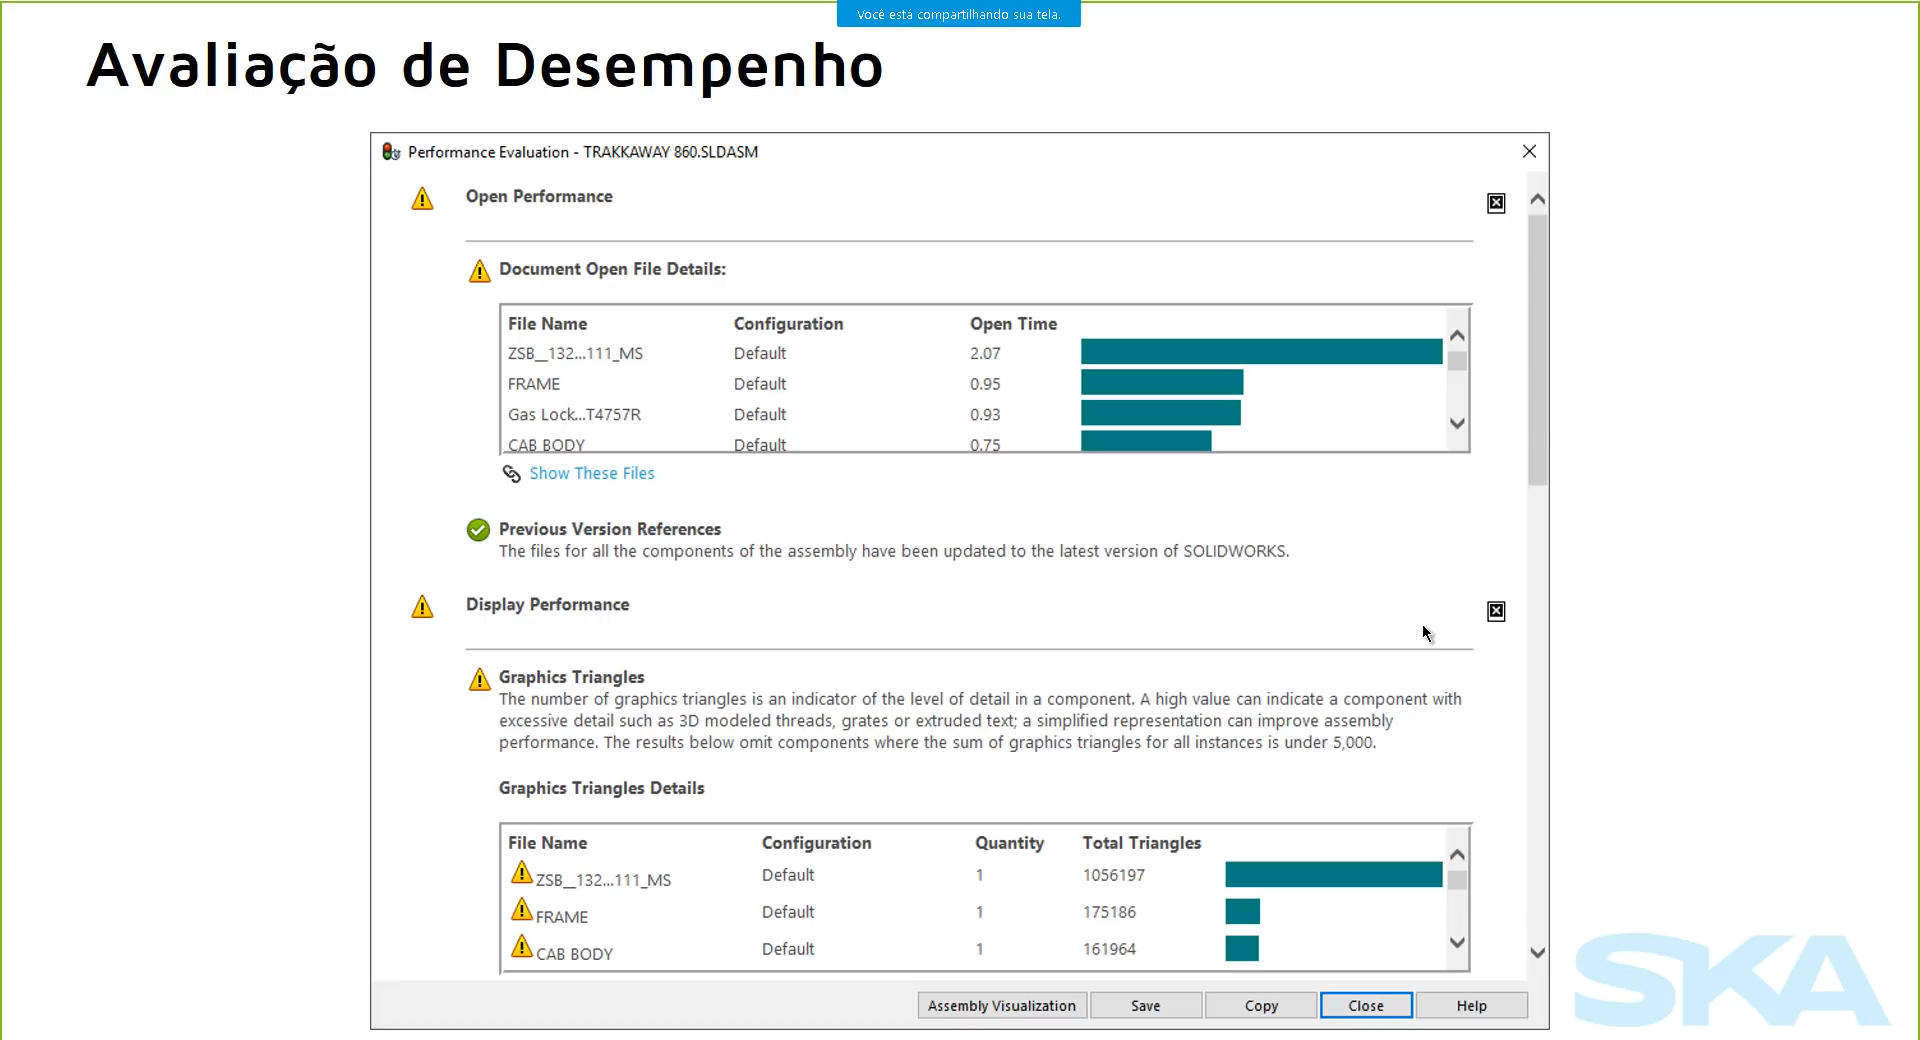 Você está compartilhando sua tela.
Avaliação de Desempenho
Performance Evaluation - TRAKKAWAY 860.SLDASM
Open Performance
Document Open File Details:
File Name Configuration Open Time
ZSB__132...111_MS Default 2.07
FRAME Default 0.95
Gas Lock...T4757R Default 0.93
CAB BODY Default 0.75
Show These Files
Previous Version References
The files for all the components of the assembly have been updated to the latest version of SOLIDWORKS.
Display Performance
Graphics Triangles
The number of graphics triangles is an indicator of the level of detail in a component. A high value can indicate a component with
excessive detail such as 3D modeled threads, grates or extruded text; a simplified representation can improve assembly
performance. The results below omit components where the sum of graphics triangles for all instances is under 5,000.
Graphics Triangles Details
File Name Configuration Quantity Total Triangles
ZSB__132...111_MS Default 1 1056197
FRAME Default 1 175186
CAB BODY Default 1 161964
Assembly Visualization Save Copy Close Help
SKA